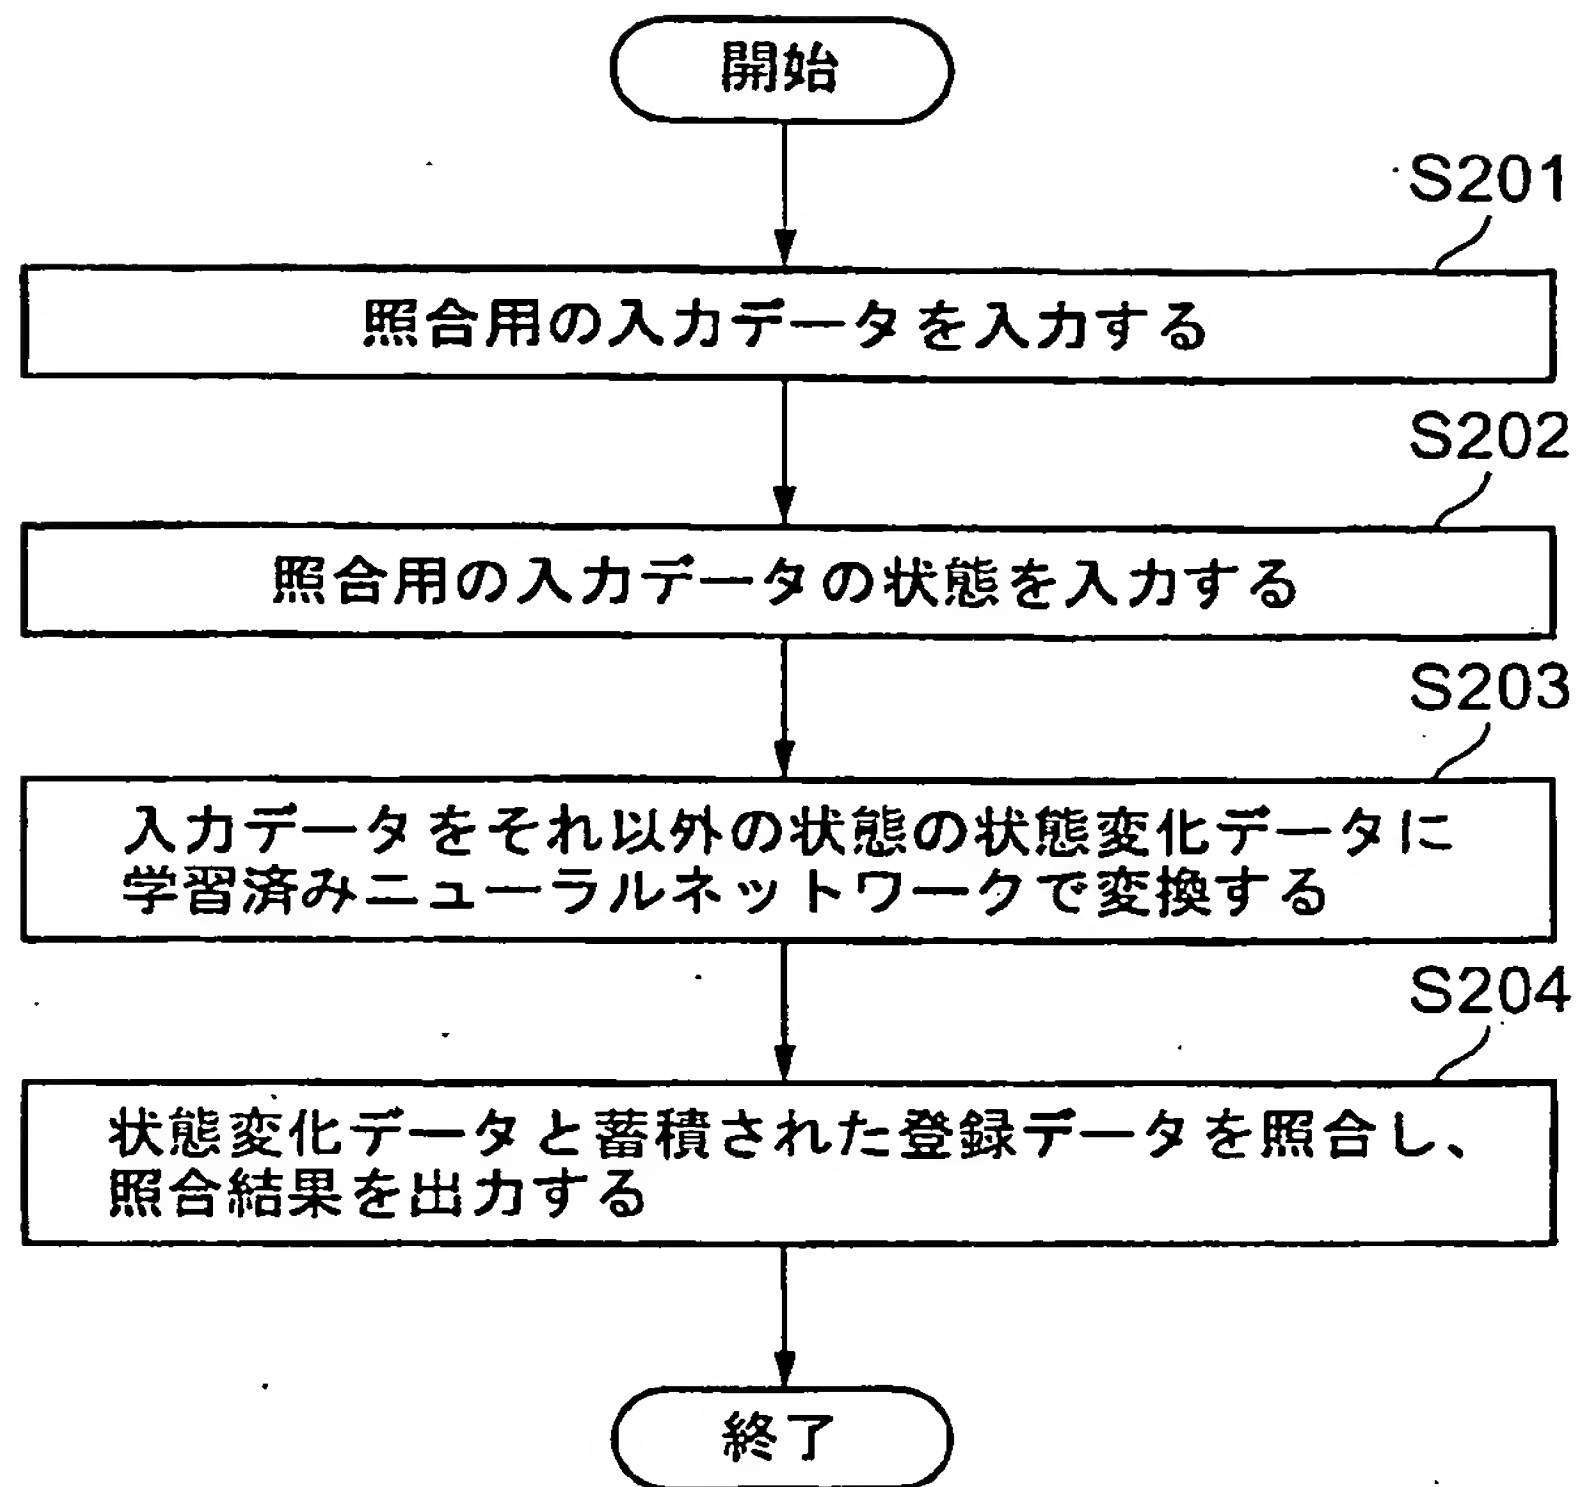 開始
S201
照合用の入力データを入力する
S202
照合用の入力データの状態を入力する
S203
入力データをそれ以外の状態の状態変化データに
学習済みニューラルネットワークで変換する
S204
状態変化データと蓄積された登録データを照合し、
照合結果を出力する
終了